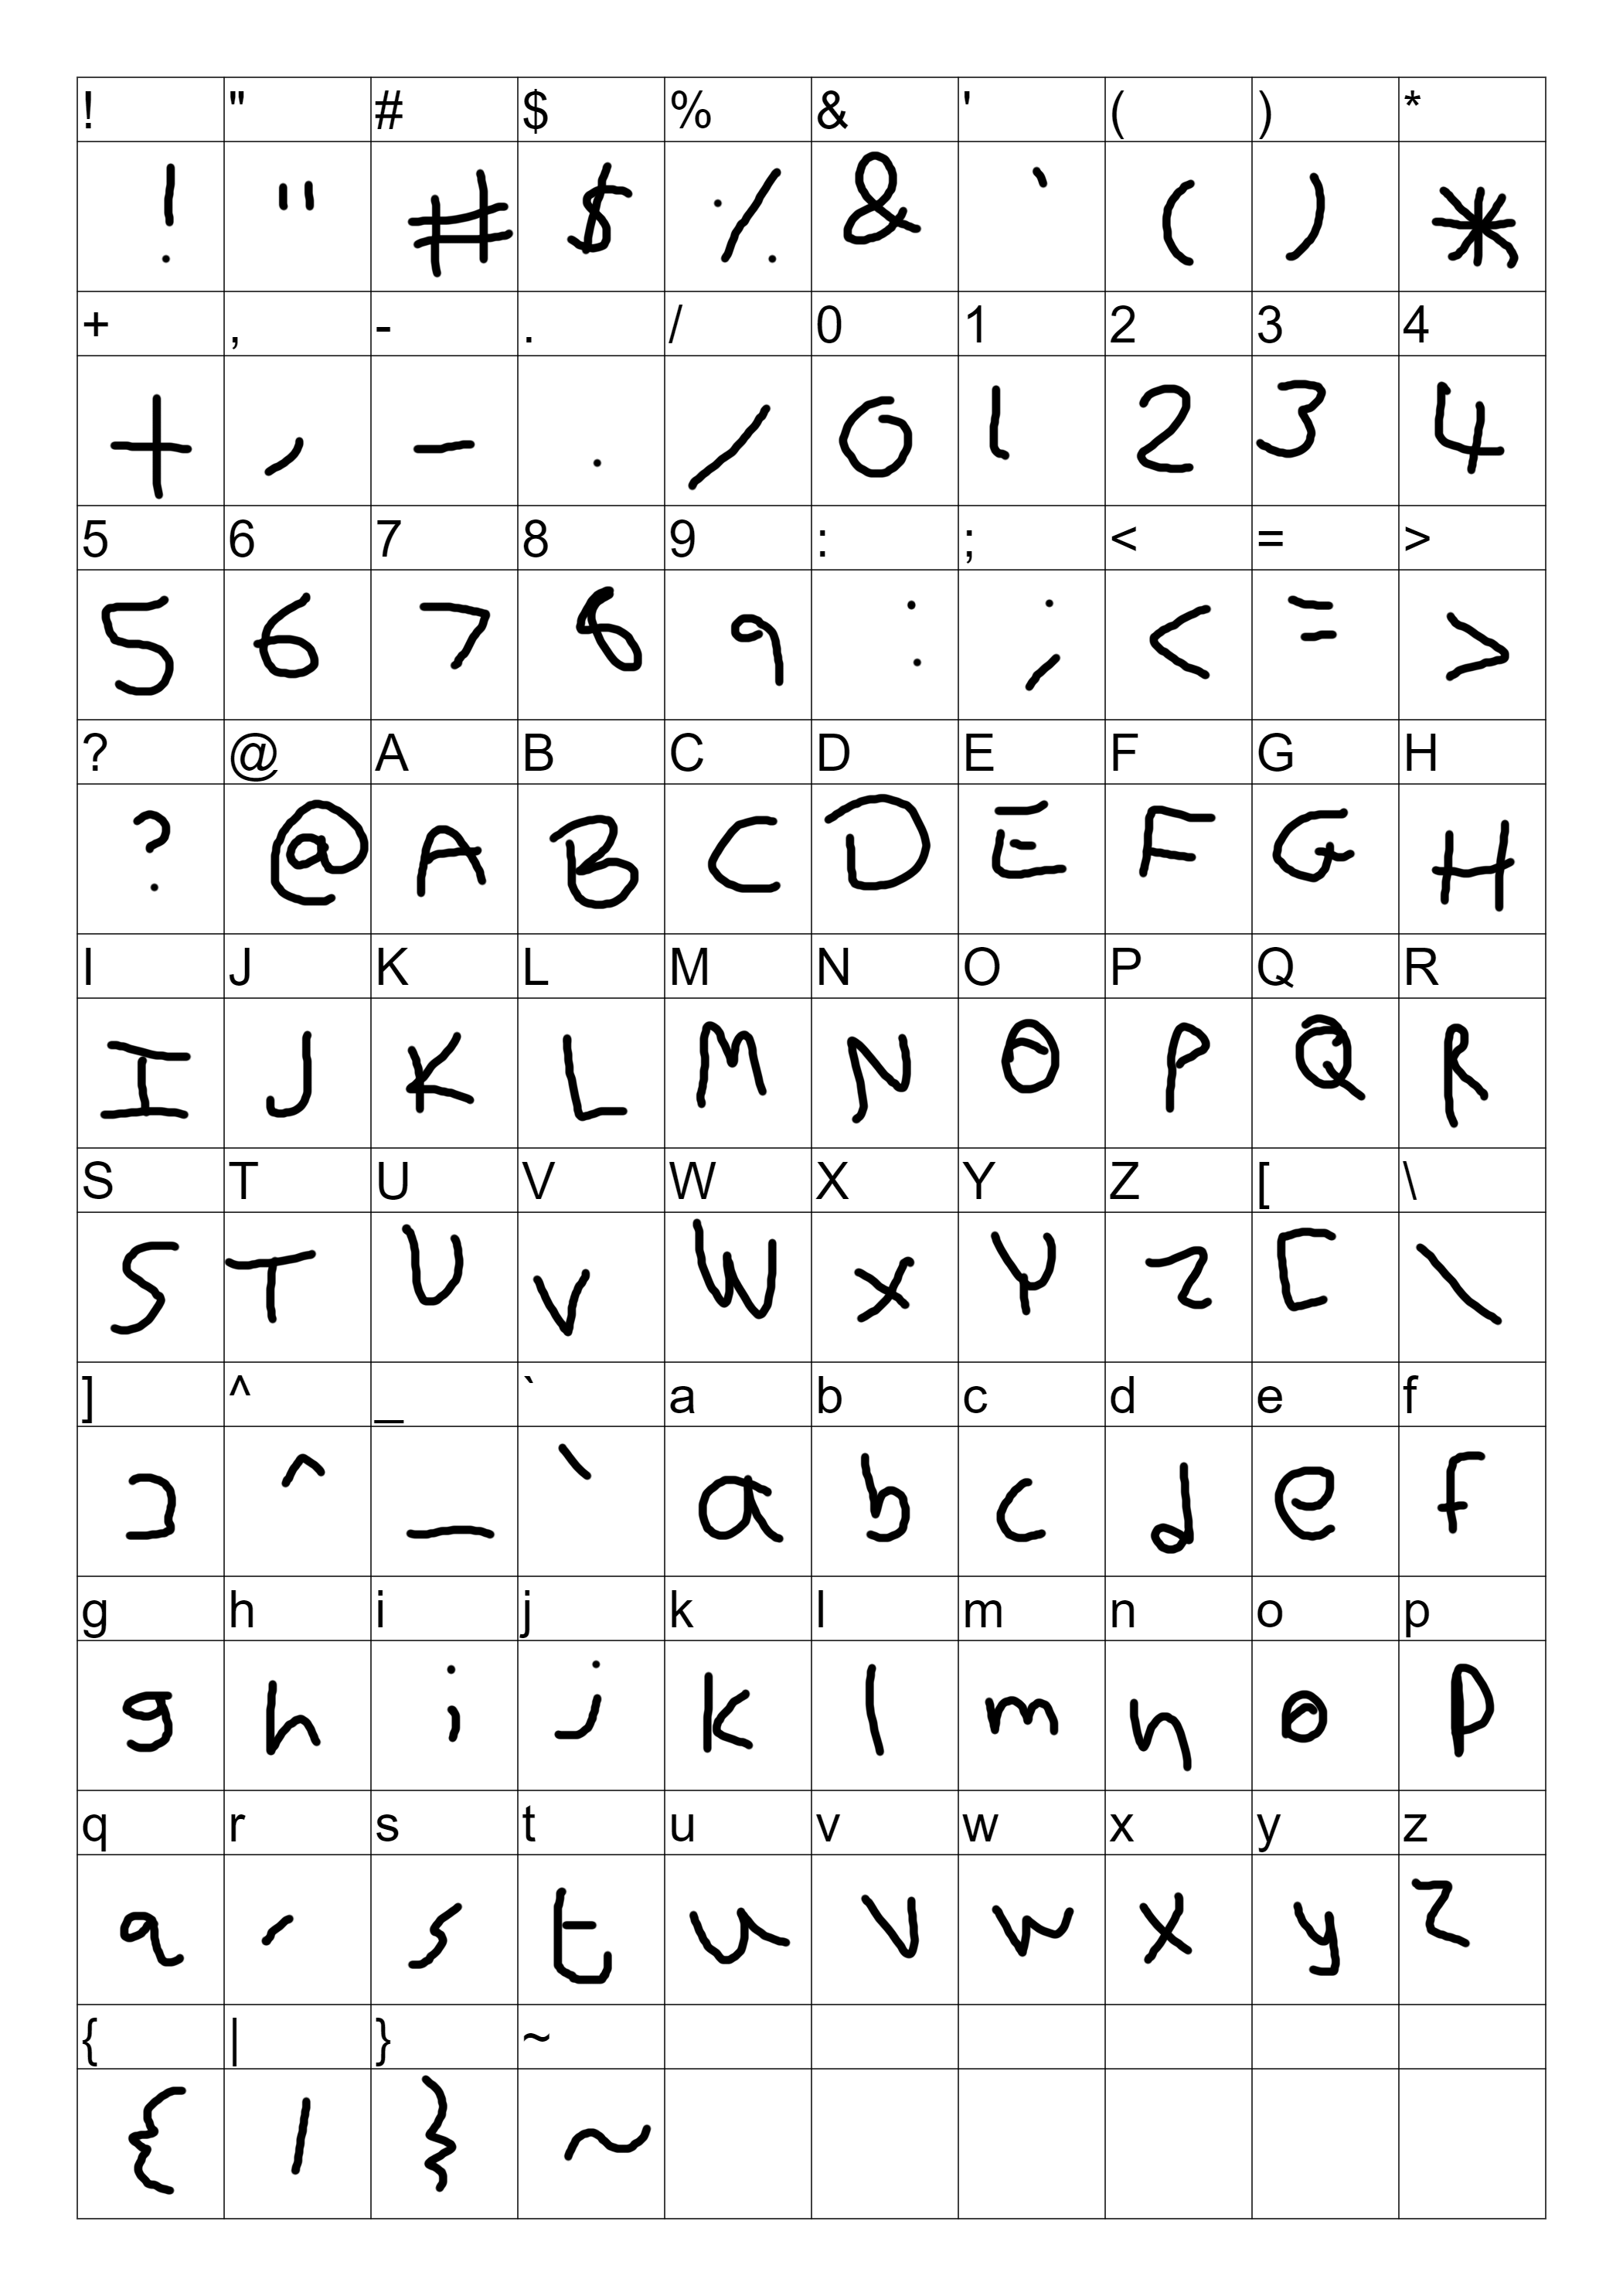 ! " # $ % & ' ( ) *
! " # $ % & ` ( ) *
+ , - . / 0 1 2 3 4
+ , - . / 0 1 2 3 4
5 6 7 8 9 : ; < = >
5 6 7 8 9 : ; < = >
? @ A B C D E F G H
? @ A B C D E F G H
I J K L M N O P Q R
I J K L M N O P Q R
S T U V W X Y Z [ \
S T U V W X Y Z [ \
] ^ _ ` a b c d e f
] ^ _ ` a b c d e f
g h i j k l m n o p
g h i j k l m n o p
q r s t u v w x y z
q r s t u v w x y z
{ | } ~
{ | } ~